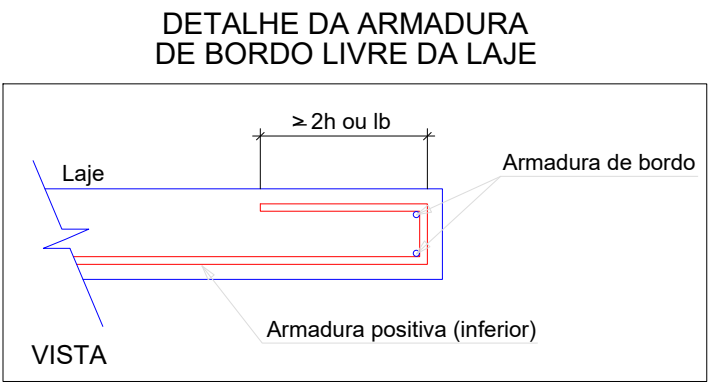 DETALHE DA ARMADURA
DE BORDO LIVRE DA LAJE
≥ 2h ou lb
Laje
Armadura de bordo
Armadura positiva (inferior)
VISTA